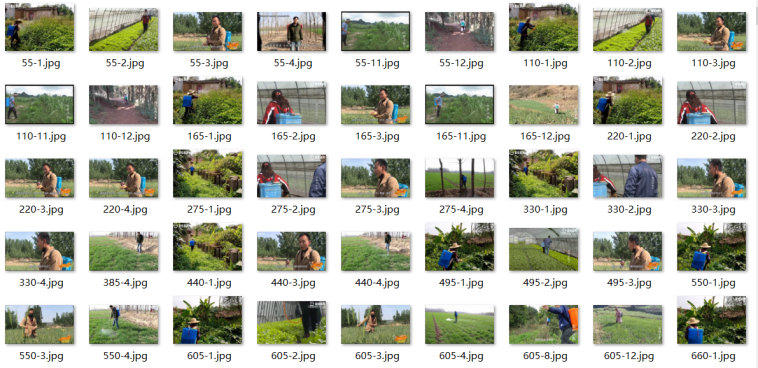 55-1.jpg 55-2.jpg 55-3.jpg 55-4.jpg 55-11.jpg 55-12.jpg 110-1.jpg 110-2.jpg 110-3.jpg
110-11.jpg 110-12.jpg 165-1.jpg 165-2.jpg 165-3.jpg 165-11.jpg 165-12.jpg 220-1.jpg 220-2.jpg
220-3.jpg 220-4.jpg 275-1.jpg 275-2.jpg 275-3.jpg 275-4.jpg 330-1.jpg 330-2.jpg 330-3.jpg
330-4.jpg 385-4.jpg 440-1.jpg 440-3.jpg 440-4.jpg 495-1.jpg 495-2.jpg 495-3.jpg 550-1.jpg
550-3.jpg 550-4.jpg 605-1.jpg 605-2.jpg 605-3.jpg 605-4.jpg 605-8.jpg 605-12.jpg 660-1.jpg